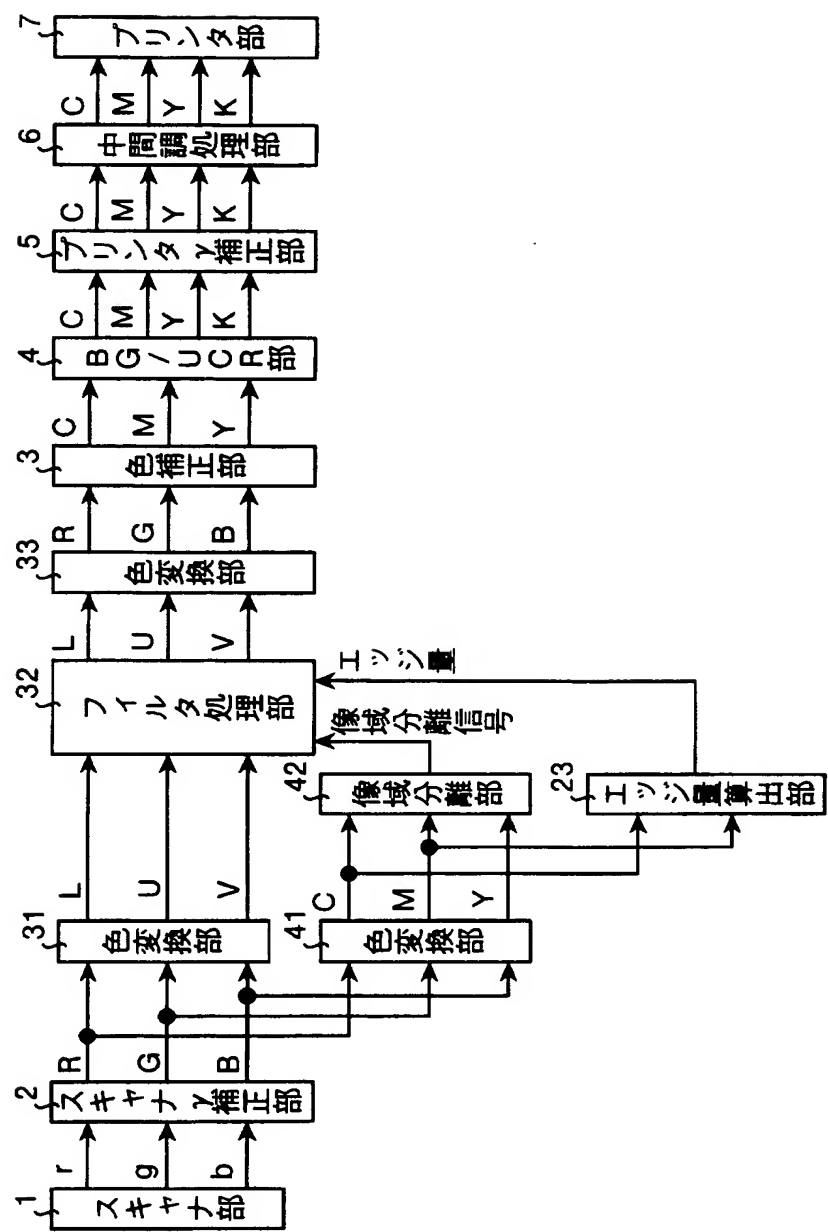 1
スキャナ部
r
g
b
2
スキャナγ補正部
R
G
B
31
色変換部
L
U
V
41
色変換部
C
M
Y
42
像域分離部
像域分離信号
23
エッジ量算出部
エッジ量
32
フィルタ処理部
L
U
V
33
色変換部
R
G
B
3
色補正部
C
M
Y
4
BG/UCR部
C
M
Y
K
5
プリンタγ補正部
C
M
Y
K
6
中間調処理部
C
M
Y
K
7
プリンタ部